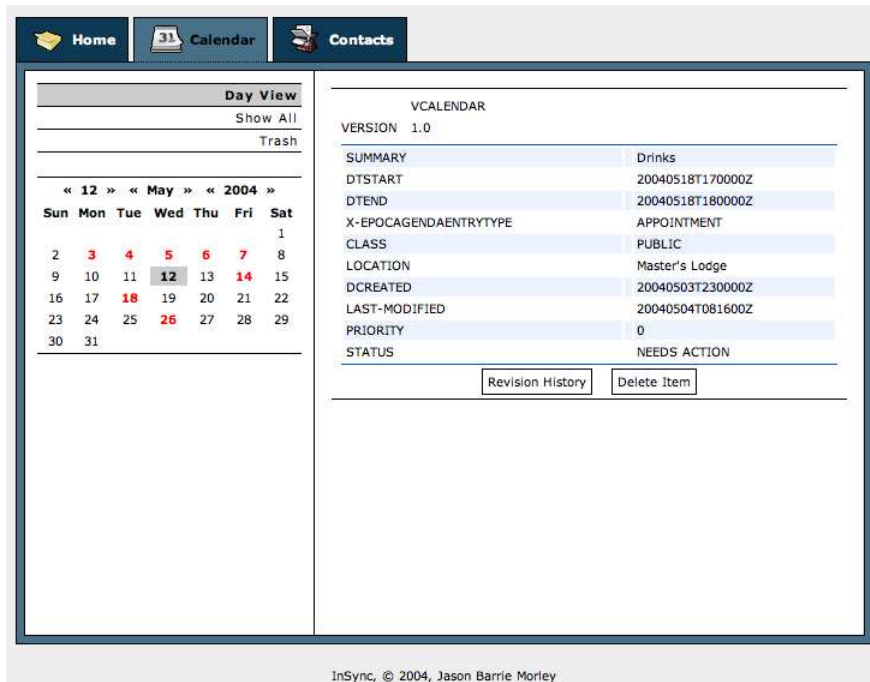 Home
31 Calendar
Contacts
Day View
Show All
Trash
« 12 » « May » « 2004 »
Sun Mon Tue Wed Thu Fri Sat
1
2 3 4 5 6 7 8
9 10 11 12 13 14 15
16 17 18 19 20 21 22
23 24 25 26 27 28 29
30 31
VCALENDAR
VERSION 1.0
SUMMARY Drinks
DTSTART 20040518T170000Z
DTEND 20040518T180000Z
X-EPOCAGENDAENTRYTYPE APPOINTMENT
CLASS PUBLIC
LOCATION Master's Lodge
DCREATED 20040503T230000Z
LAST-MODIFIED 20040504T081600Z
PRIORITY 0
STATUS NEEDS ACTION
Revision History Delete Item
InSync, © 2004, Jason Barrie Morley